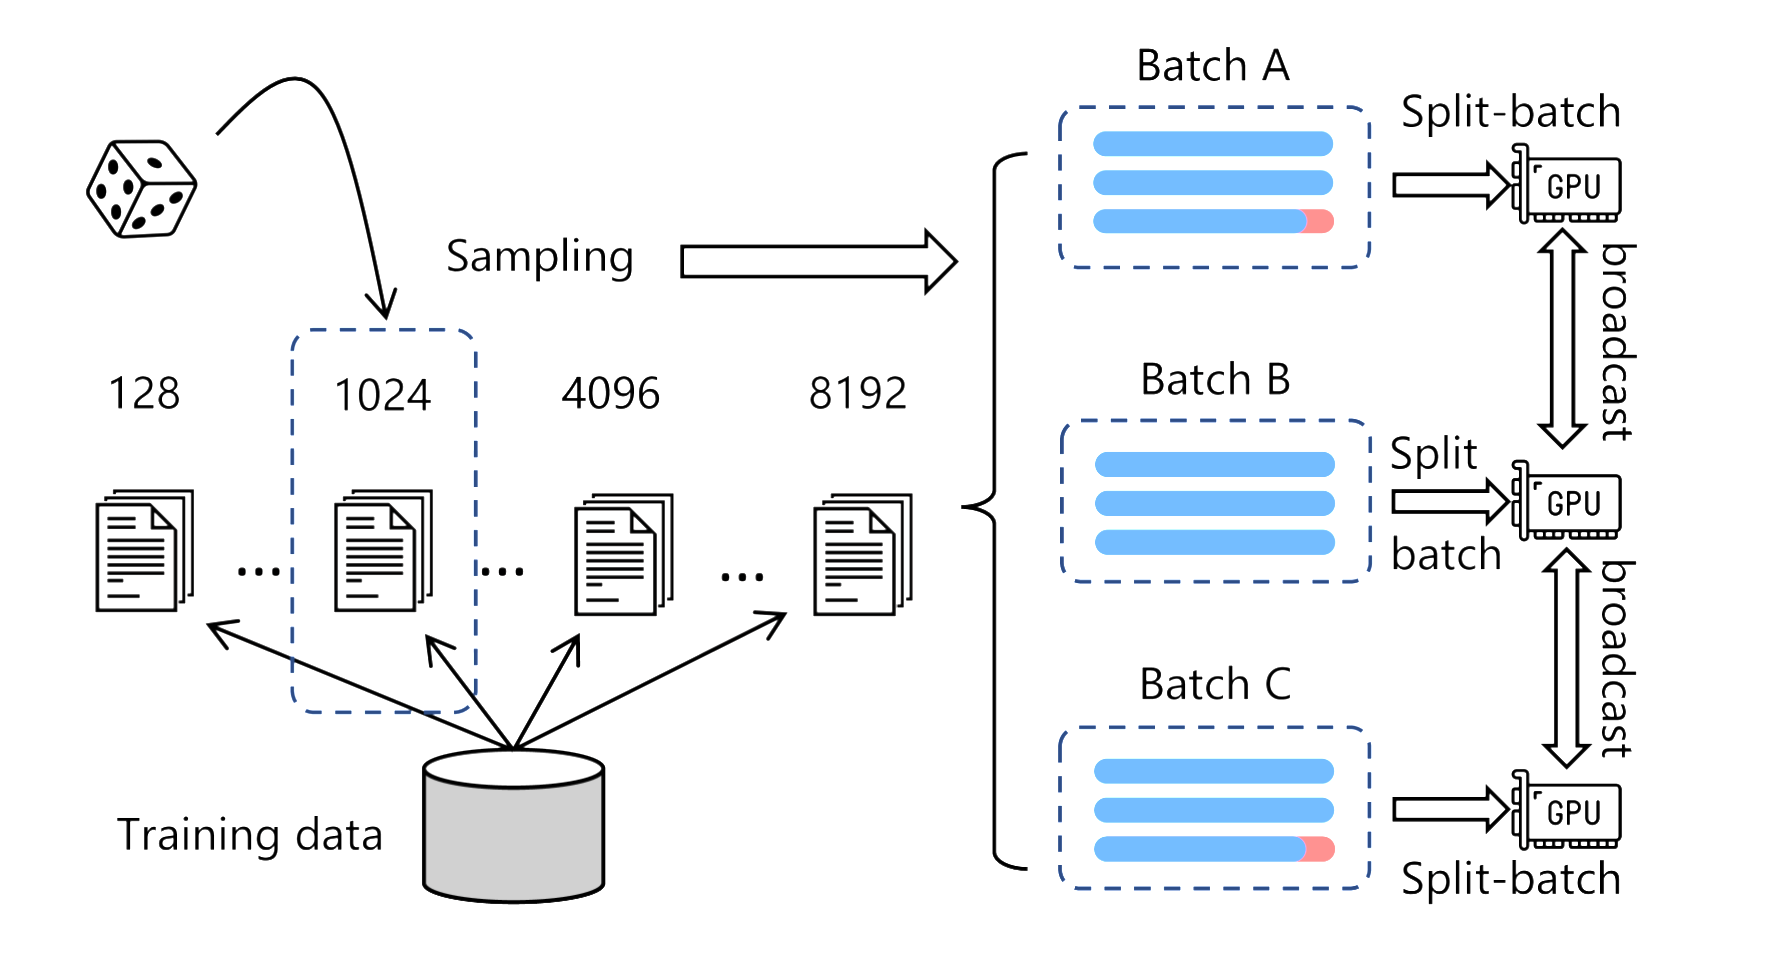 Batch A
Split-batch
GPU
Sampling
broadcast
128
1024
4096
8192
Batch B
Split
batch
GPU
...
...
...
broadcast
Batch C
Training data
GPU
Split-batch